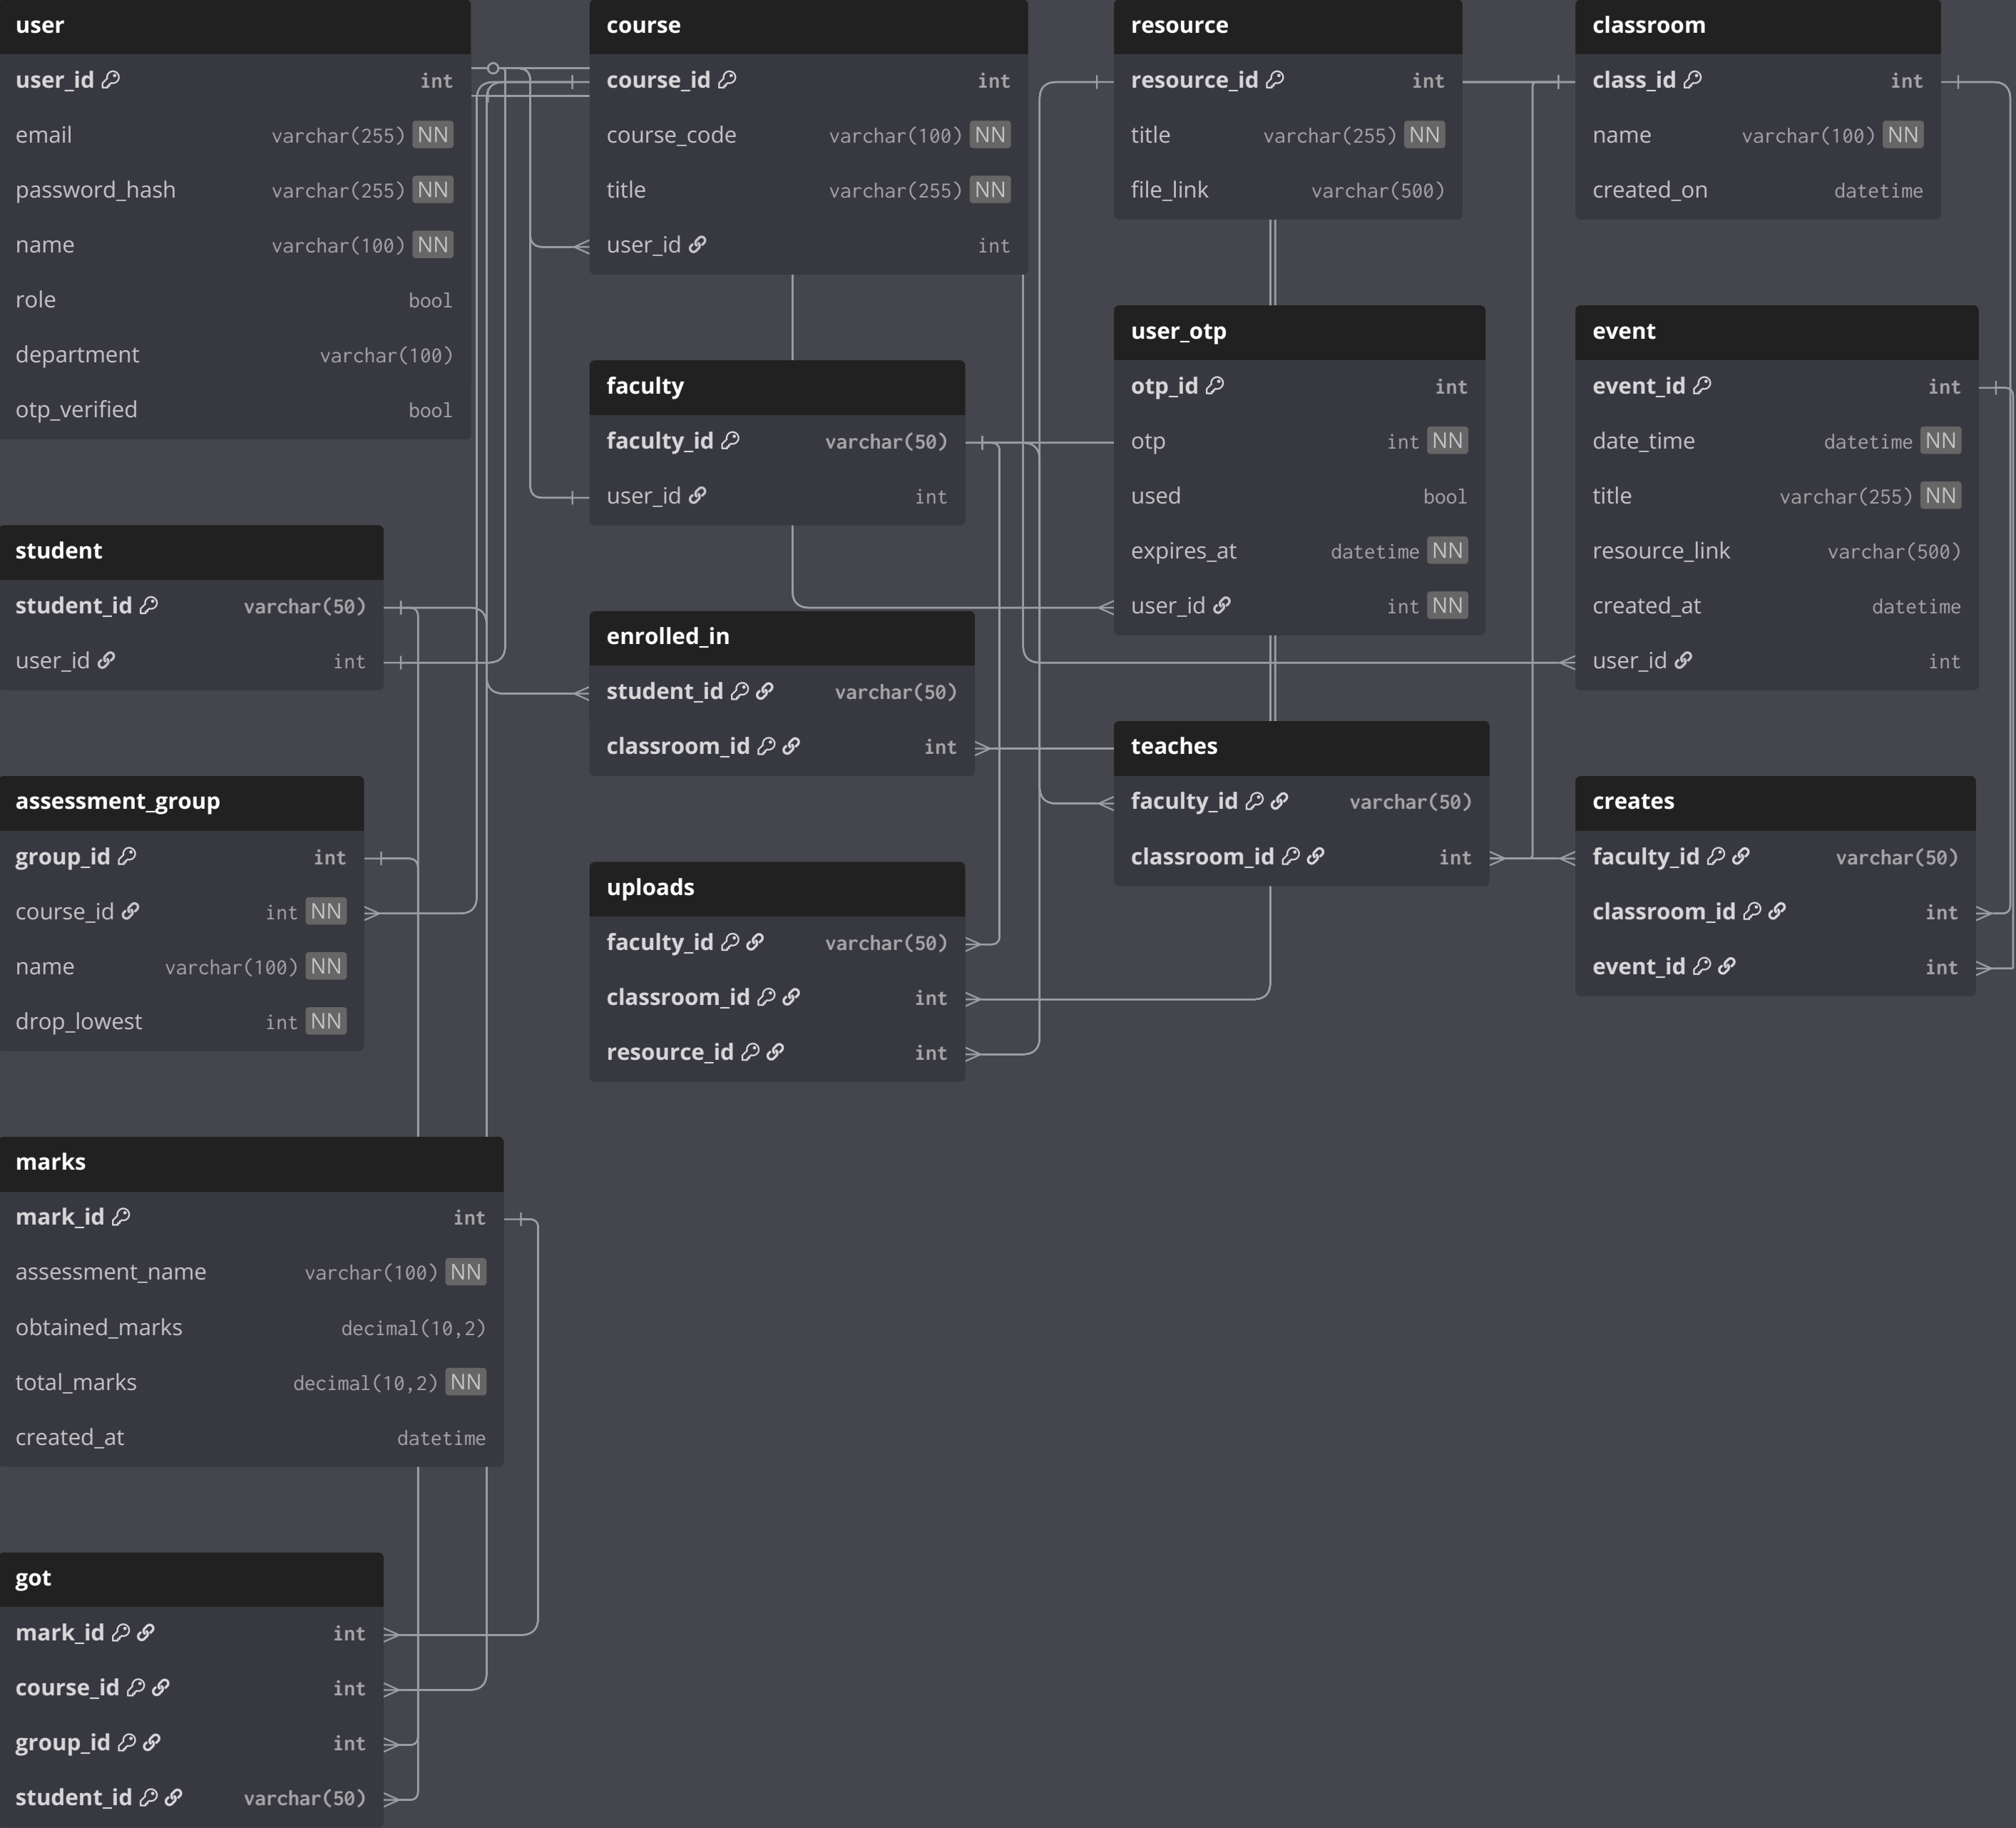 user
user_id int
email varchar(255) NN
password_hash varchar(255) NN
name varchar(100) NN
role bool
department varchar(100)
otp_verified bool
course
course_id int
course_code varchar(100) NN
title varchar(255) NN
user_id int
resource
resource_id int
title varchar(255) NN
file_link varchar(500)
classroom
class_id int
name varchar(100) NN
created_on datetime
faculty
faculty_id varchar(50)
user_id int
user_otp
otp_id int
otp int NN
used bool
expires_at datetime NN
user_id int NN
event
event_id int
date_time datetime NN
title varchar(255) NN
resource_link varchar(500)
created_at datetime
user_id int
student
student_id varchar(50)
user_id int
enrolled_in
student_id varchar(50)
classroom_id int
teaches
faculty_id varchar(50)
classroom_id int
creates
faculty_id varchar(50)
classroom_id int
event_id int
assessment_group
group_id int
course_id int NN
name varchar(100) NN
drop_lowest int NN
uploads
faculty_id varchar(50)
classroom_id int
resource_id int
marks
mark_id int
assessment_name varchar(100) NN
obtained_marks decimal(10,2)
total_marks decimal(10,2) NN
created_at datetime
got
mark_id int
course_id int
group_id int
student_id varchar(50)